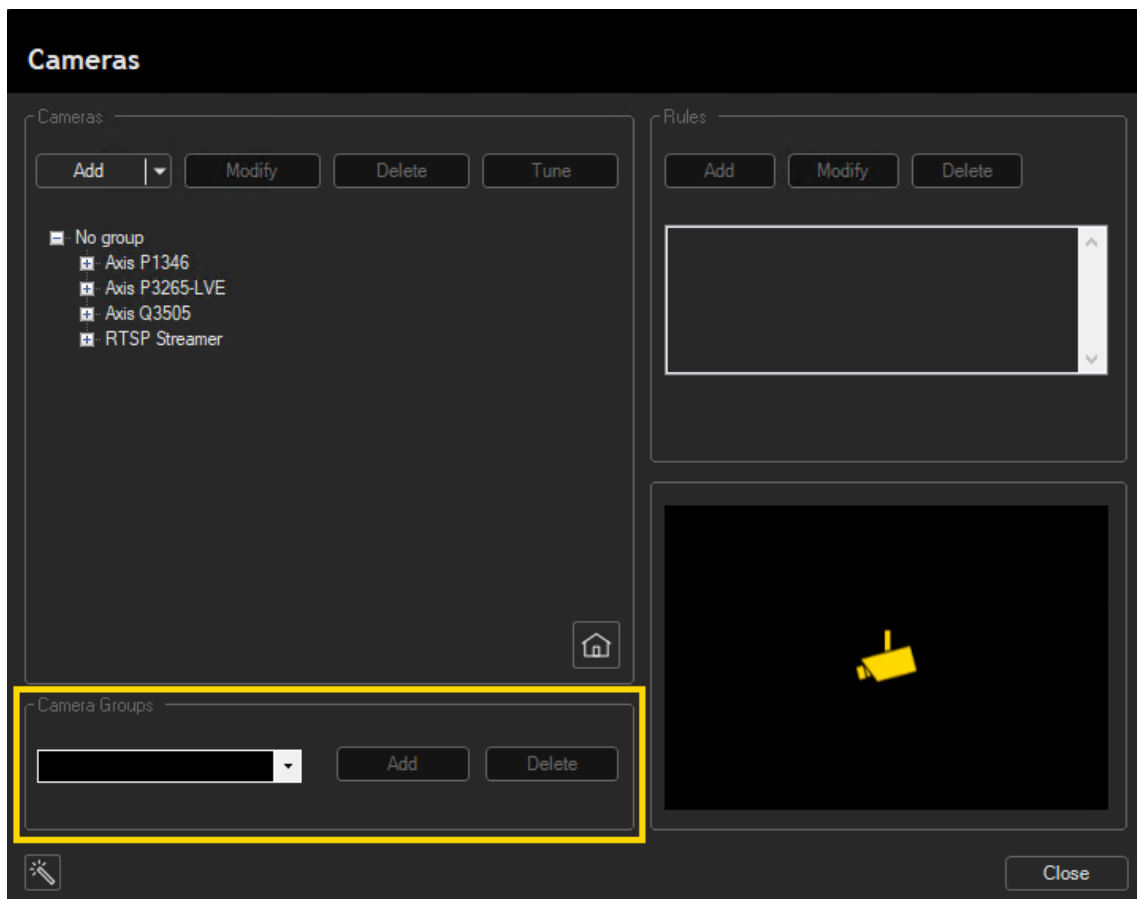 Cameras
Cameras
Add Modify Delete Tune
No group
Axis P1346
Axis P3265-LVE
Axis Q3505
RTSP Streamer
Rules
Add Modify Delete
Camera Groups
Add Delete
Close